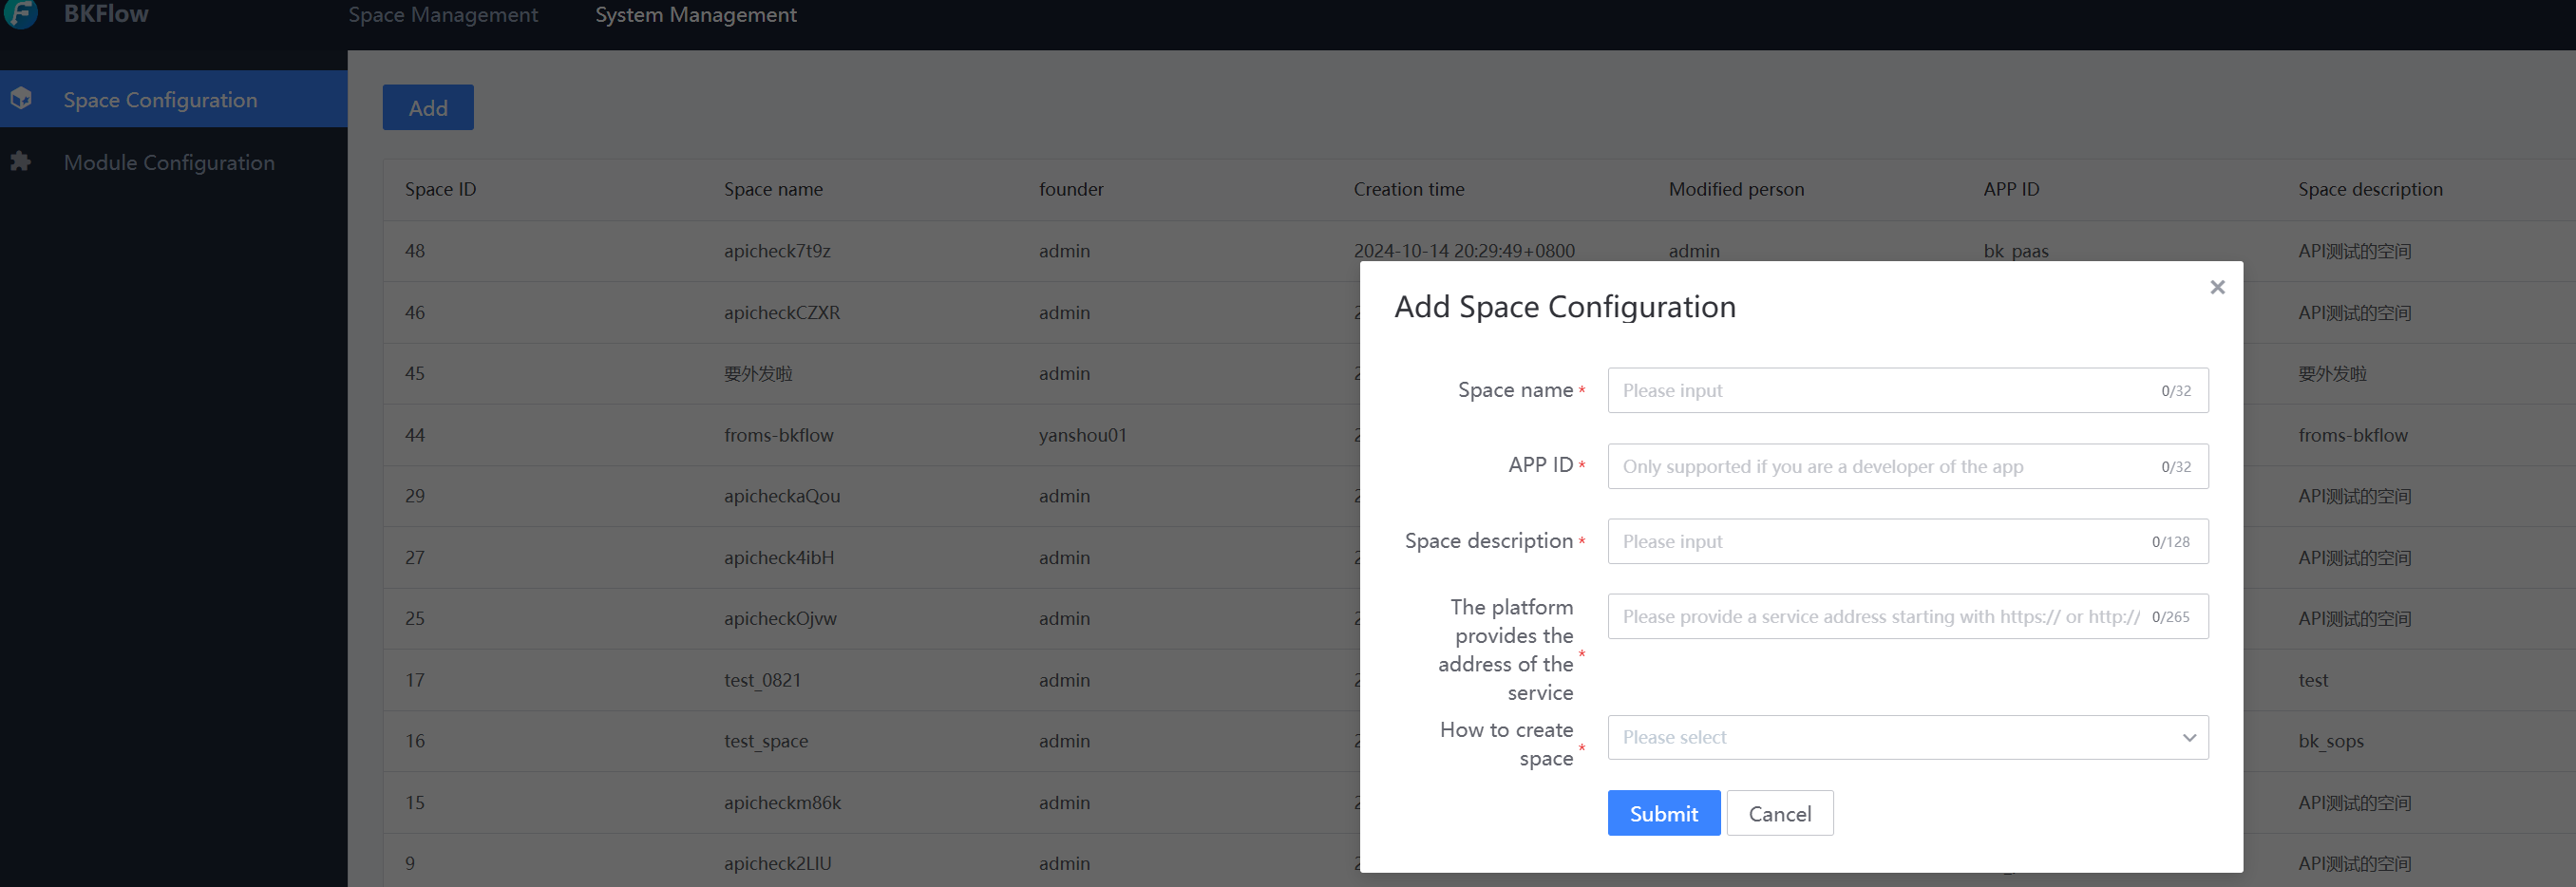 BKFlow
Space Management
System Management
Space Configuration
Module Configuration
Add
Space ID Space name founder Creation time Modified person APP ID Space description
48 apicheck7t9z admin 2024-10-14 20:29:49+0800 admin bk_paas API测试的空间
46 apicheckCZXR admin 2 API测试的空间
45 要外发啦 admin 2 要外发啦
44 froms-bkflow yanshou01 2 froms-bkflow
29 apicheckaQou admin 2 API测试的空间
27 apicheck4ibH admin 2 API测试的空间
25 apicheckOjvw admin 2 API测试的空间
17 test_0821 admin 2 test
16 test_space admin 2 bk_sops
15 apicheckm86k admin 2 API测试的空间
9 admin 2 API测试的空间
Add Space Configuration
Space name * Please input 0/32
APP ID * Only supported if you are a developer of the app 0/32
Space description * Please input 0/128
The platform
provides the
address of the
service *
Please provide a service address starting with https:// or http:// 0/265
How to create
space *
Please select
Submit Cancel